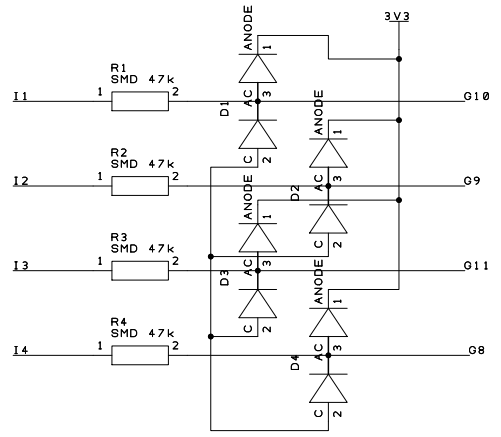 3V3
ANODE
1
R1
SMD 47k
I1
1
2
D1
AC
3
G10
C
2
ANODE
1
R2
SMD 47k
I2
1
2
D2
AC
3
G9
C
2
ANODE
1
R3
SMD 47k
I3
1
2
D3
AC
3
G11
C
2
ANODE
1
R4
SMD 47k
I4
1
2
D4
AC
3
G8
C
2